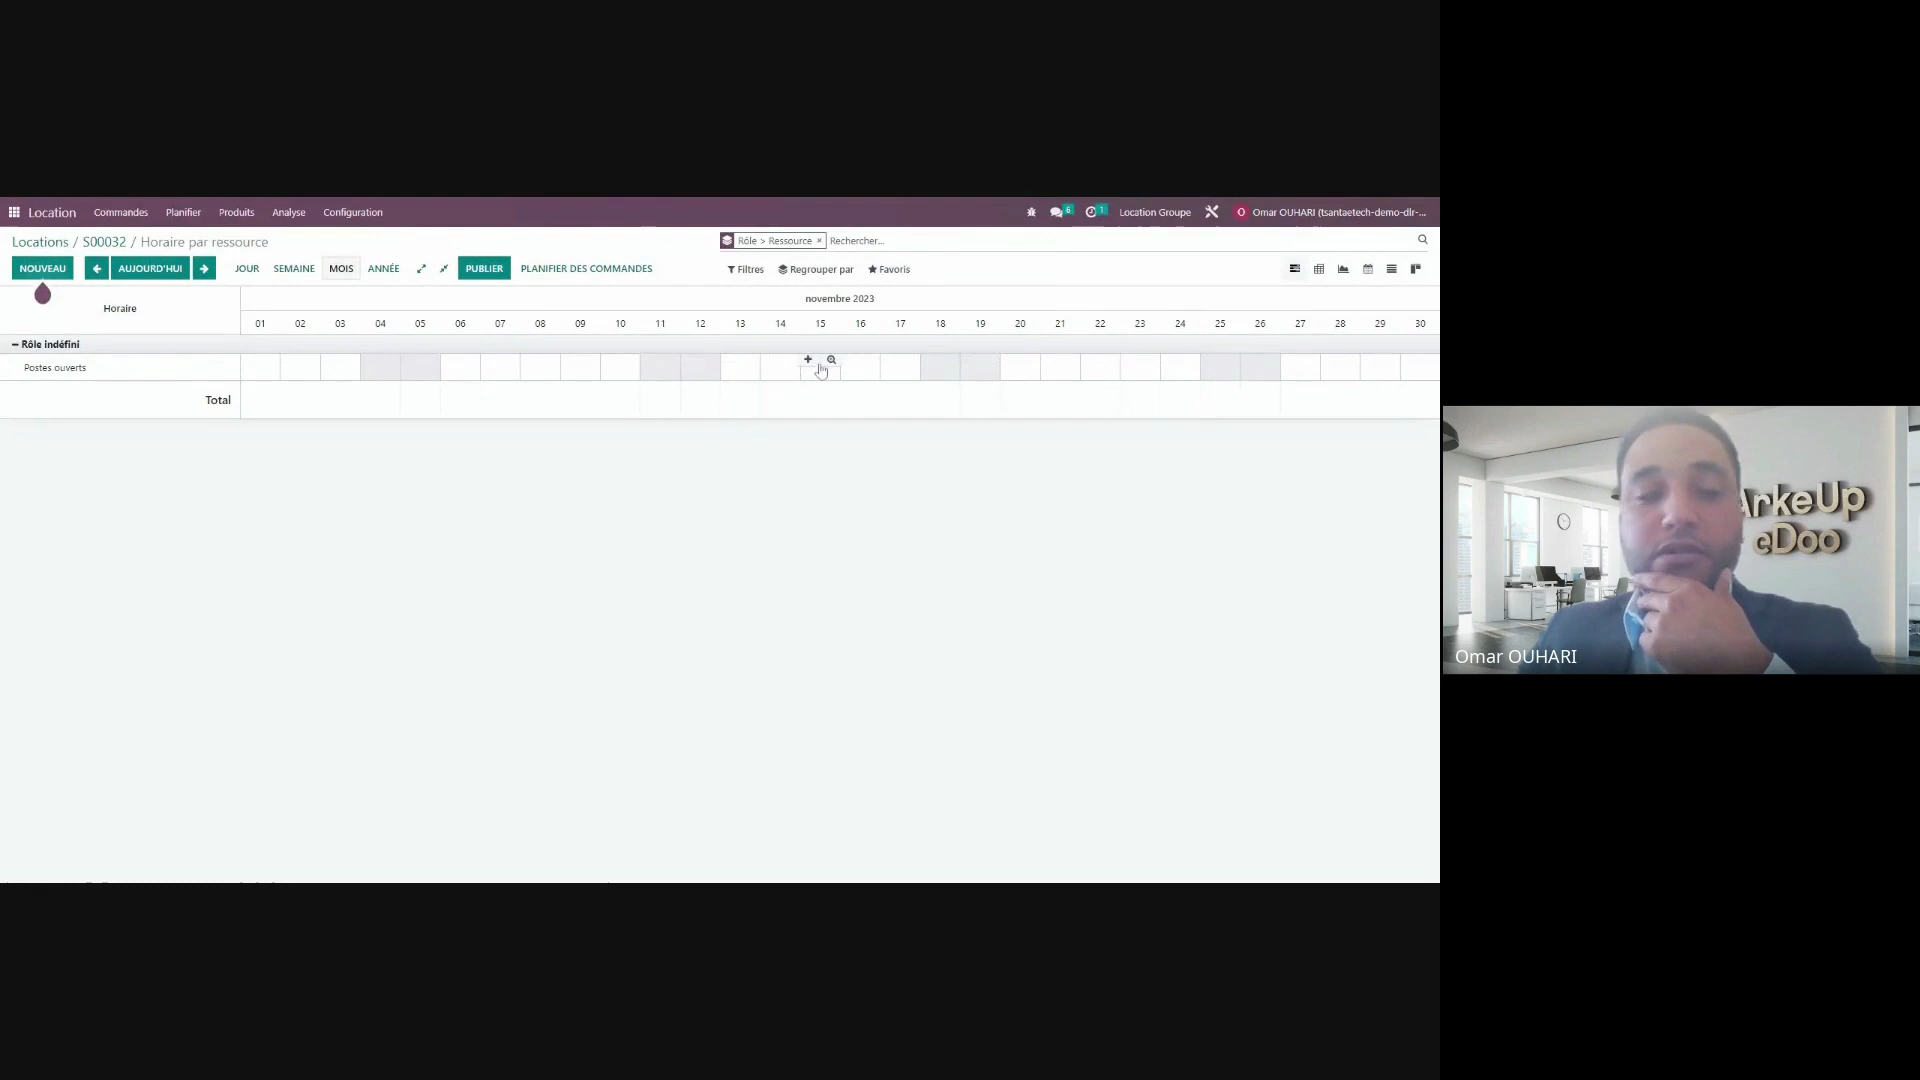 Location Commandes Planifier Produits Analyse Configuration 6 1 Location Groupe O Omar OUHARI (tsantaetech-demo-dlr-...
Locations / S00032 / Horaire par ressource Rôle > Ressource × Rechercher...
NOUVEAU AUJOURD'HUI JOUR SEMAINE MOIS ANNÉE PUBLIER PLANIFIER DES COMMANDES Filtres Regrouper par Favoris
Horaire novembre 2023
01 02 03 04 05 06 07 08 09 10 11 12 13 14 15 16 17 18 19 20 21 22 23 24 25 26 27 28 29 30
Rôle indéfini
Postes ouverts
Total
ArkeUp
eDoo
Omar OUHARI